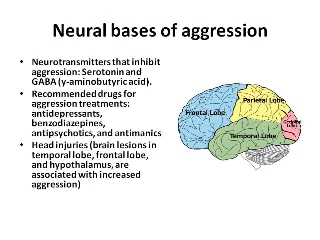 Neural bases of aggression
• Neurotransmitters that inhibit
aggression: Serotonin and
GABA (y-aminobutyric acid).
• Recommended drugs for
aggression treatments:
antidepressants,
benzodiazepines,
antipsychotics, and antimanics
• Head injuries (brain lesions in
temporal lobe, frontal lobe,
and hypothalamus, are
associated with increased
aggression)
Parietal Lobe
Frontal Lobe
Temporal Lobe